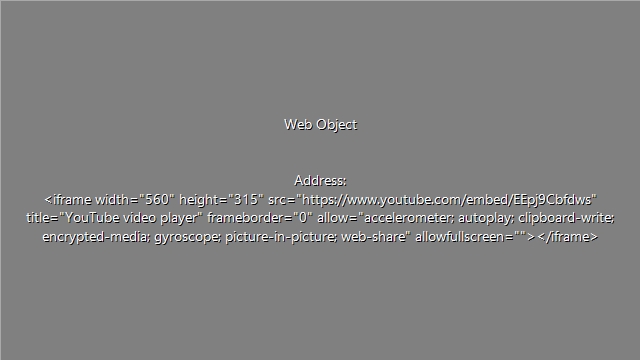 Web Object
Address:
<iframe width="560" height="315" src="https://www.youtube.com/embed/EEpj9Cbfdws"
title="YouTube video player" frameborder="0" allow="accelerometer; autoplay; clipboard-write;
encrypted-media; gyroscope; picture-in-picture; web-share" allowfullscreen=""></iframe>